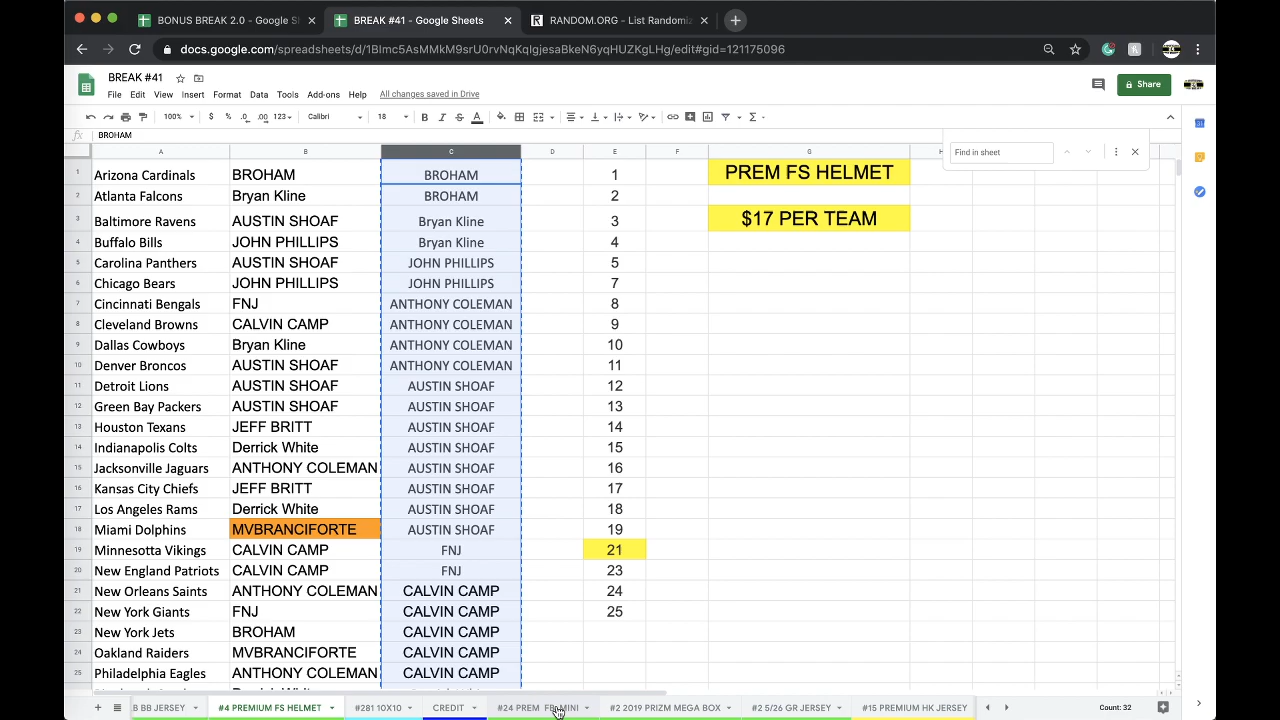 BONUS BREAK 2.0 - Google S
BREAK #41 - Google Sheets
RANDOM.ORG - List Randomiz
BREAK #41
File Edit View Insert Format Data Tools Add-ons Help All changes saved in Drive
Share
100% $ % .0 .00 123 Calibri 18 B I S A
fx BROHAM
Find in sheet
A B C D E F G H
1 Arizona Cardinals BROHAM BROHAM 1 PREM FS HELMET
2 Atlanta Falcons Bryan Kline BROHAM 2
3 Baltimore Ravens AUSTIN SHOAF Bryan Kline 3 $17 PER TEAM
4 Buffalo Bills JOHN PHILLIPS Bryan Kline 4
5 Carolina Panthers AUSTIN SHOAF JOHN PHILLIPS 5
6 Chicago Bears JOHN PHILLIPS JOHN PHILLIPS 7
7 Cincinnati Bengals FNJ ANTHONY COLEMAN 8
8 Cleveland Browns CALVIN CAMP ANTHONY COLEMAN 9
9 Dallas Cowboys Bryan Kline ANTHONY COLEMAN 10
10 Denver Broncos AUSTIN SHOAF ANTHONY COLEMAN 11
11 Detroit Lions AUSTIN SHOAF AUSTIN SHOAF 12
12 Green Bay Packers AUSTIN SHOAF AUSTIN SHOAF 13
13 Houston Texans JEFF BRITT AUSTIN SHOAF 14
14 Indianapolis Colts Derrick White AUSTIN SHOAF 15
15 Jacksonville Jaguars ANTHONY COLEMAN AUSTIN SHOAF 16
16 Kansas City Chiefs JEFF BRITT AUSTIN SHOAF 17
17 Los Angeles Rams Derrick White AUSTIN SHOAF 18
18 Miami Dolphins MVBRANCIFORTE AUSTIN SHOAF 19
19 Minnesotta Vikings CALVIN CAMP FNJ 21
20 New England Patriots CALVIN CAMP FNJ 23
21 New Orleans Saints ANTHONY COLEMAN CALVIN CAMP 24
22 New York Giants FNJ CALVIN CAMP 25
23 New York Jets BROHAM CALVIN CAMP
24 Oakland Raiders MVBRANCIFORTE CALVIN CAMP
25 Philadelphia Eagles ANTHONY COLEMAN CALVIN CAMP
B BB JERSEY #4 PREMIUM FS HELMET #281 10X10 CREDIT #24 PREM MINI #2 2019 PRIZM MEGA BOX #2 5/26 GR JERSEY #15 PREMIUM HK JERSEY Count: 32